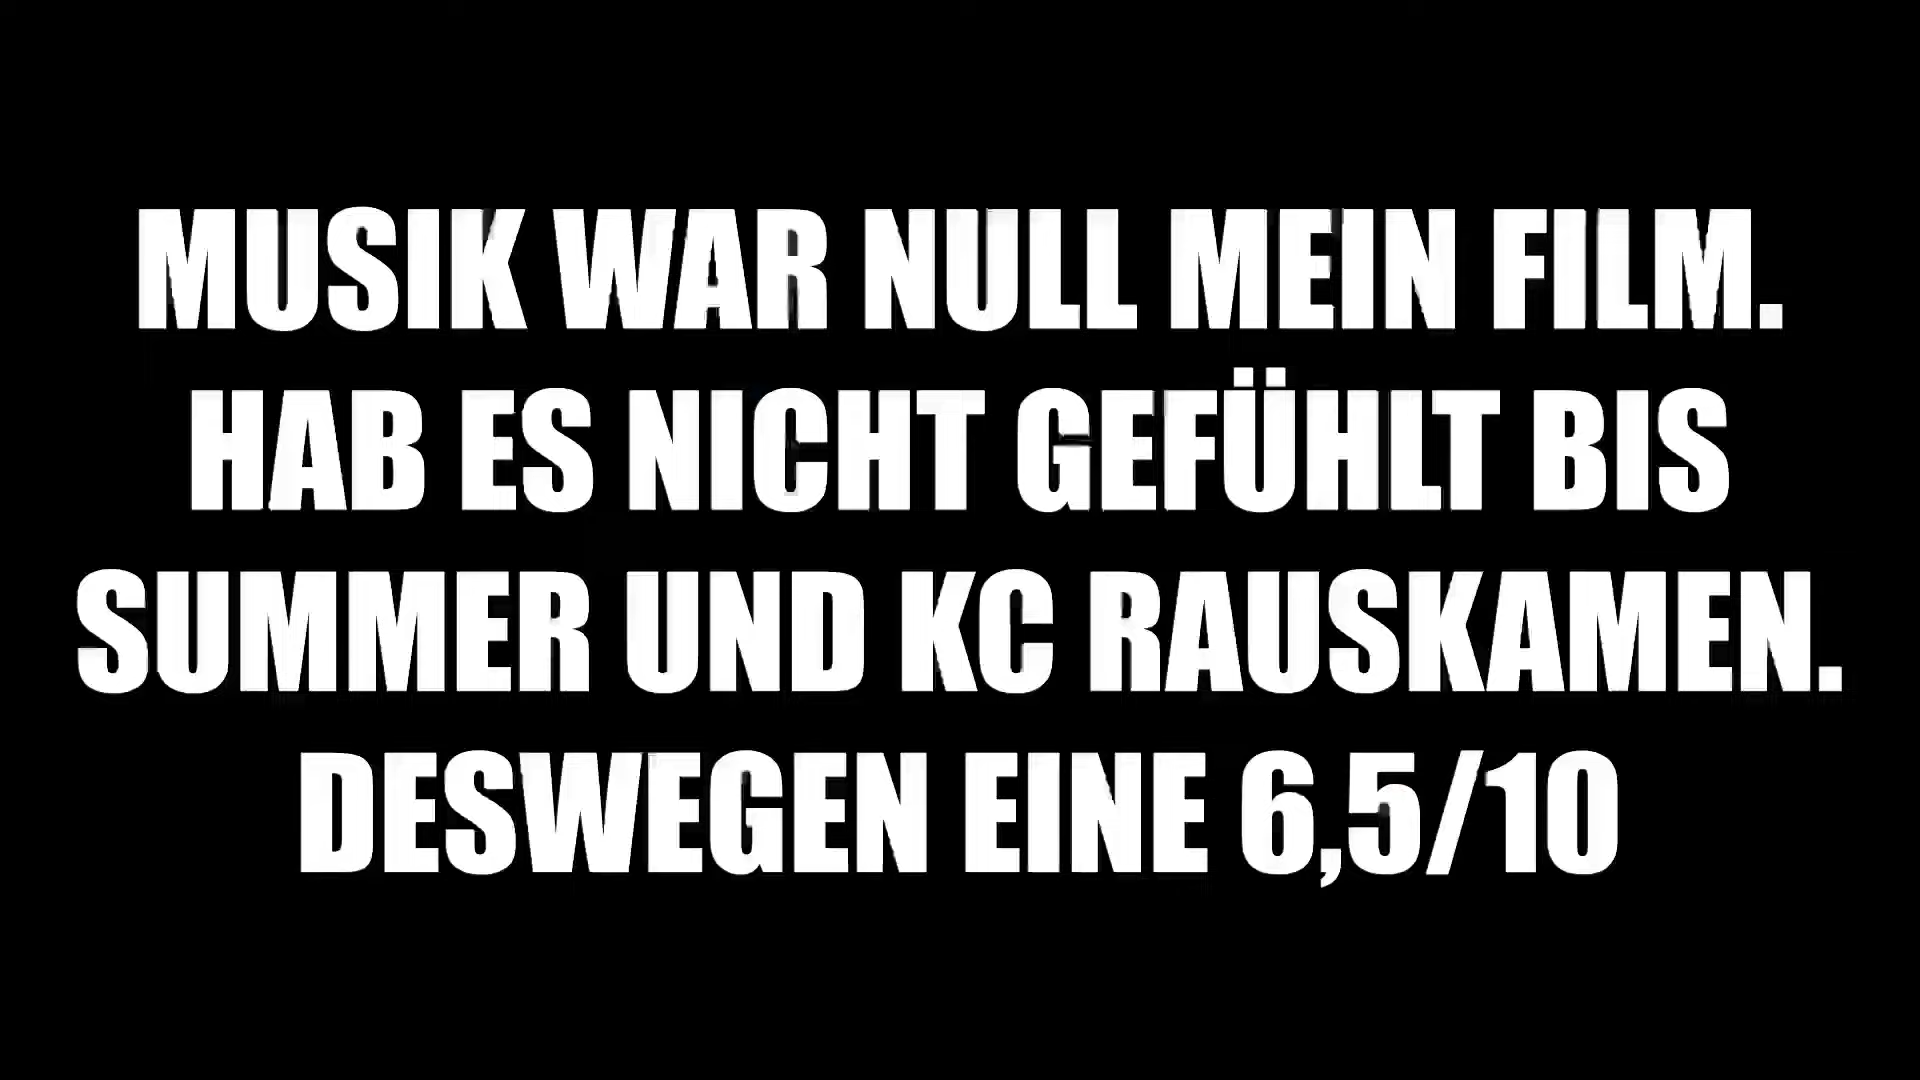 MUSIK WAR NULL MEIN FILM.
HAB ES NICHT GEFÜHLT BIS
SUMMER UND KC RAUSKAMEN.
DESWEGEN EINE 6,5/10